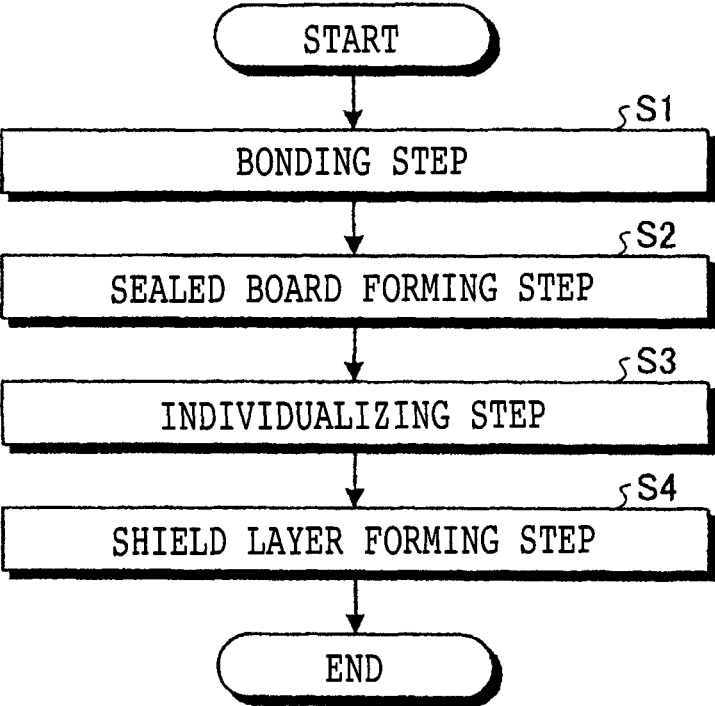 START
S1
BONDING STEP
S2
SEALED BOARD FORMING STEP
S3
INDIVIDUALIZING STEP
S4
SHIELD LAYER FORMING STEP
END